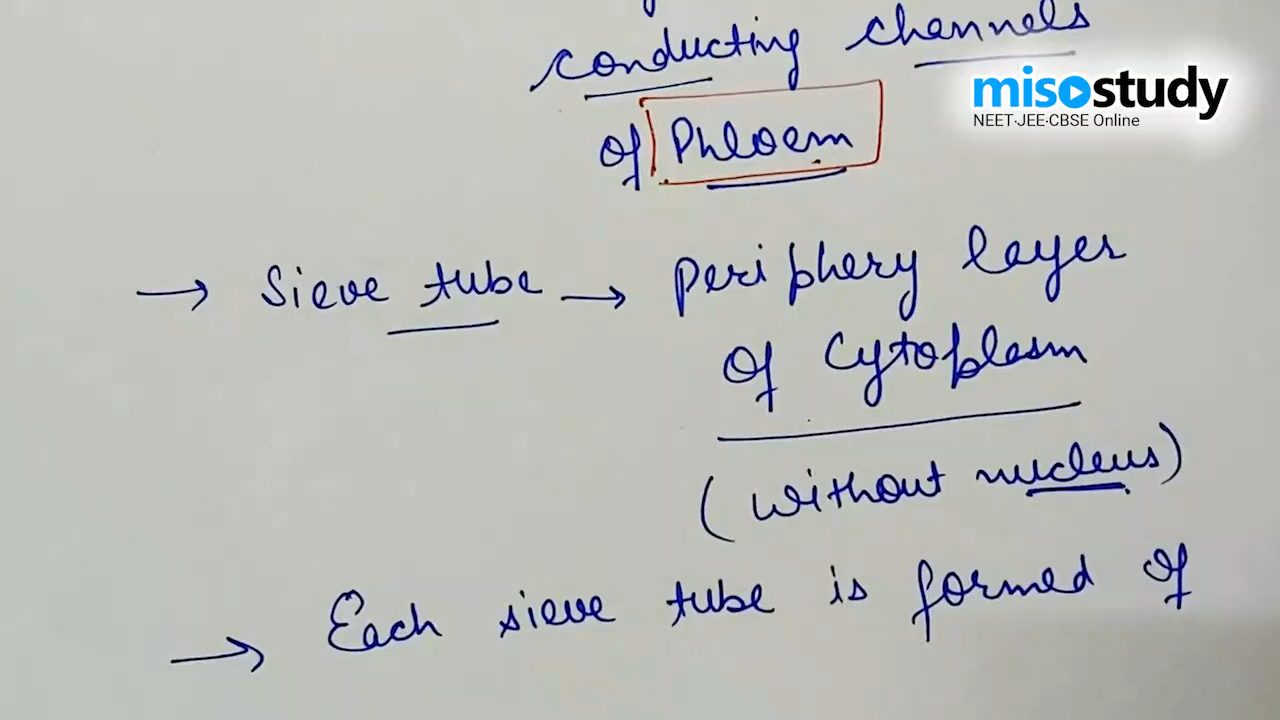 conducting channels
of Phloem
misostudy
NEET·JEE·CBSE Online
→ Sieve tube → Periphery layer
of Cytoplasm
(without nucleus)
→ Each sieve tube is formed of